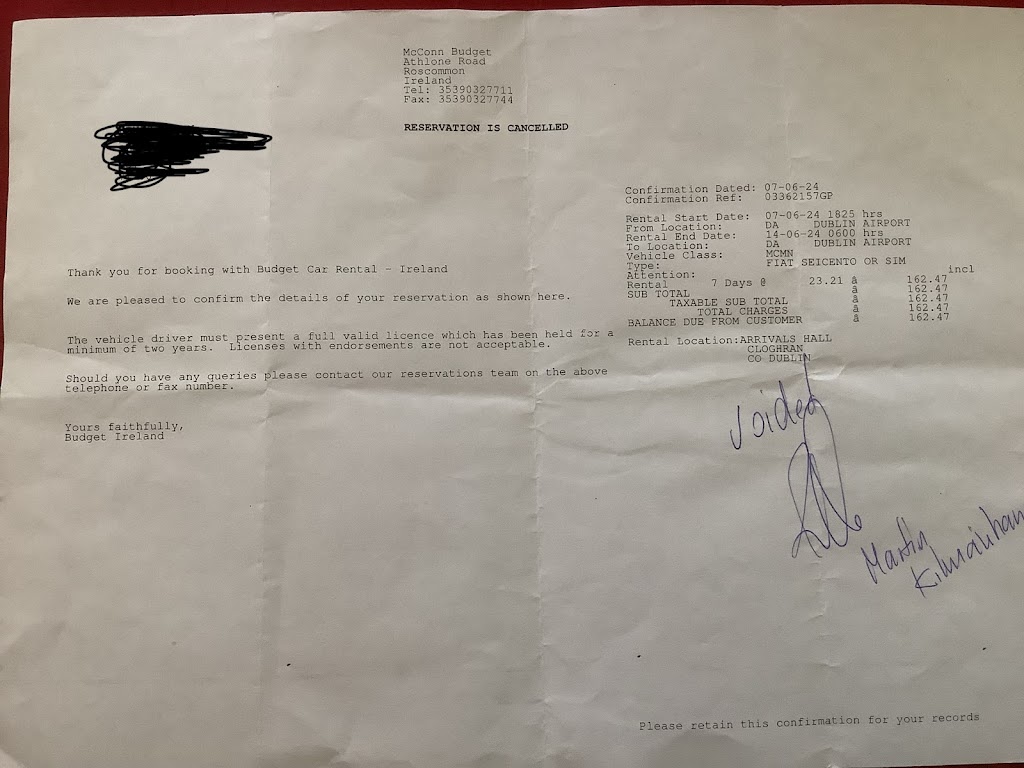 McConn Budget
Athlone Road
Roscommon
Ireland
Tel: 35390327711
Fax: 35390327744
RESERVATION IS CANCELLED
Confirmation Dated: 07-06-24
Confirmation Ref: 03362157GP
Rental Start Date: 07-06-24 1825 hrs
From Location: DA DUBLIN AIRPORT
Rental End Date: 14-06-24 0600 hrs
To Location: DA DUBLIN AIRPORT
Vehicle Class: MCMN
Type: FIAT SEICENTO OR SIM
Attention:
incl
Rental 7 Days @ 23.21 â 162.47
SUB TOTAL â 162.47
TAXABLE SUB TOTAL â 162.47
TOTAL CHARGES â 162.47
BALANCE DUE FROM CUSTOMER â 162.47
Rental Location:ARRIVALS HALL
CLOGHRAN
CO DUBLIN
Thank you for booking with Budget Car Rental - Ireland
We are pleased to confirm the details of your reservation as shown here.
The vehicle driver must present a full valid licence which has been held for a
minimum of two years. Licenses with endorsements are not acceptable.
Should you have any queries please contact our reservations team on the above
telephone or fax number.
Yours faithfully,
Budget Ireland
voided
Martin
Please retain this confirmation for your records